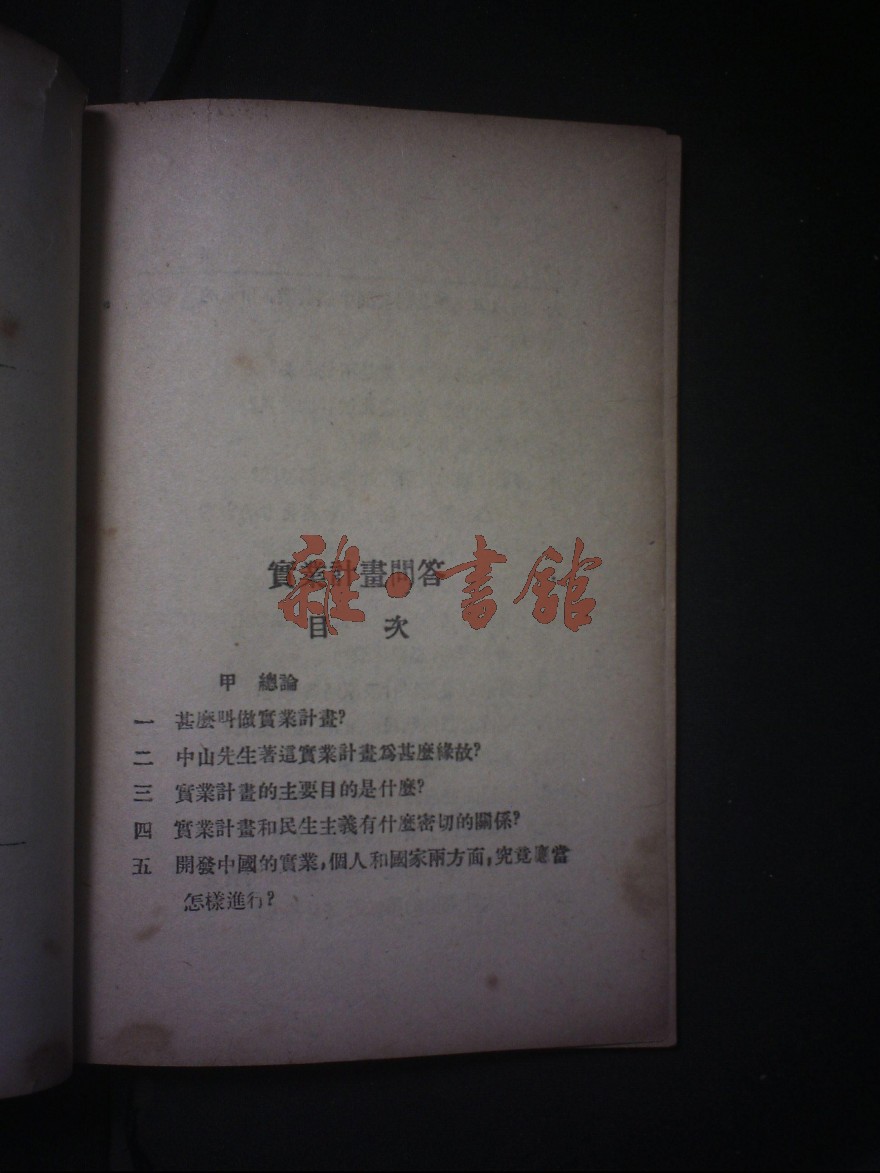 實業計畫問答
雜·書館
目 次
甲 總論
一 甚麼叫做實業計畫?
二 中山先生著這實業計畫爲甚麼緣故?
三 實業計畫的主要目的是什麼?
四 實業計畫和民生主義有什麼密切的關係?
五 開發中國的實業,個人和國家兩方面,究竟應當
怎樣進行?